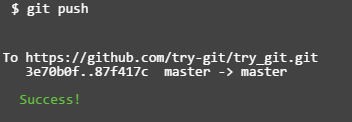 $ git push
To https://github.com/try-git/try_git.git
3e70b0f..87f417c master -> master
Success!